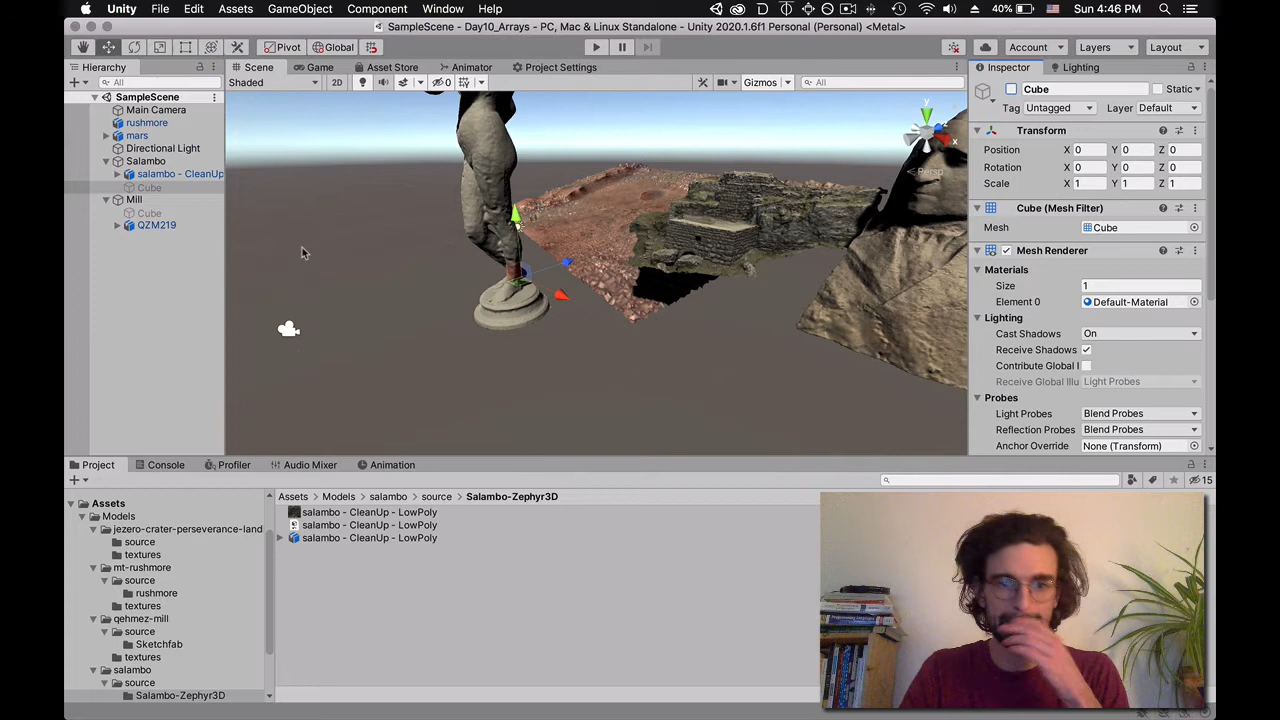 Unity File Edit Assets GameObject Component Window Help 40% Sun 4:46 PM
SampleScene - Day10_Arrays - PC, Mac & Linux Standalone - Unity 2020.1.6f1 Personal (Personal) <Metal>
Pivot Global Account Layers Layout
Hierarchy
All
SampleScene
Main Camera
rushmore
mars
Directional Light
Salambo
salambo - CleanUp
Cube
Mill
Cube
QZM219
Scene Game Asset Store Animator Project Settings
Shaded 2D 0 Gizmos All
y
x
Persp
Inspector Lighting
Cube Static
Tag Untagged Layer Default
Transform
Position X 0 Y 0 Z 0
Rotation X 0 Y 0 Z 0
Scale X 1 Y 1 Z 1
Cube (Mesh Filter)
Mesh Cube
Mesh Renderer
Materials
Size 1
Element 0 Default-Material
Lighting
Cast Shadows On
Receive Shadows
Contribute Global I
Receive Global Illu Light Probes
Probes
Light Probes Blend Probes
Reflection Probes Blend Probes
Anchor Override None (Transform)
Project Console Profiler Audio Mixer Animation
15
Assets
Models
jezero-crater-perseverance-land
source
textures
mt-rushmore
source
rushmore
textures
qehmez-mill
source
Sketchfab
textures
salambo
source
Salambo-Zephyr3D
Assets Models salambo source Salambo-Zephyr3D
salambo - CleanUp - LowPoly
salambo - CleanUp - LowPoly
salambo - CleanUp - LowPoly